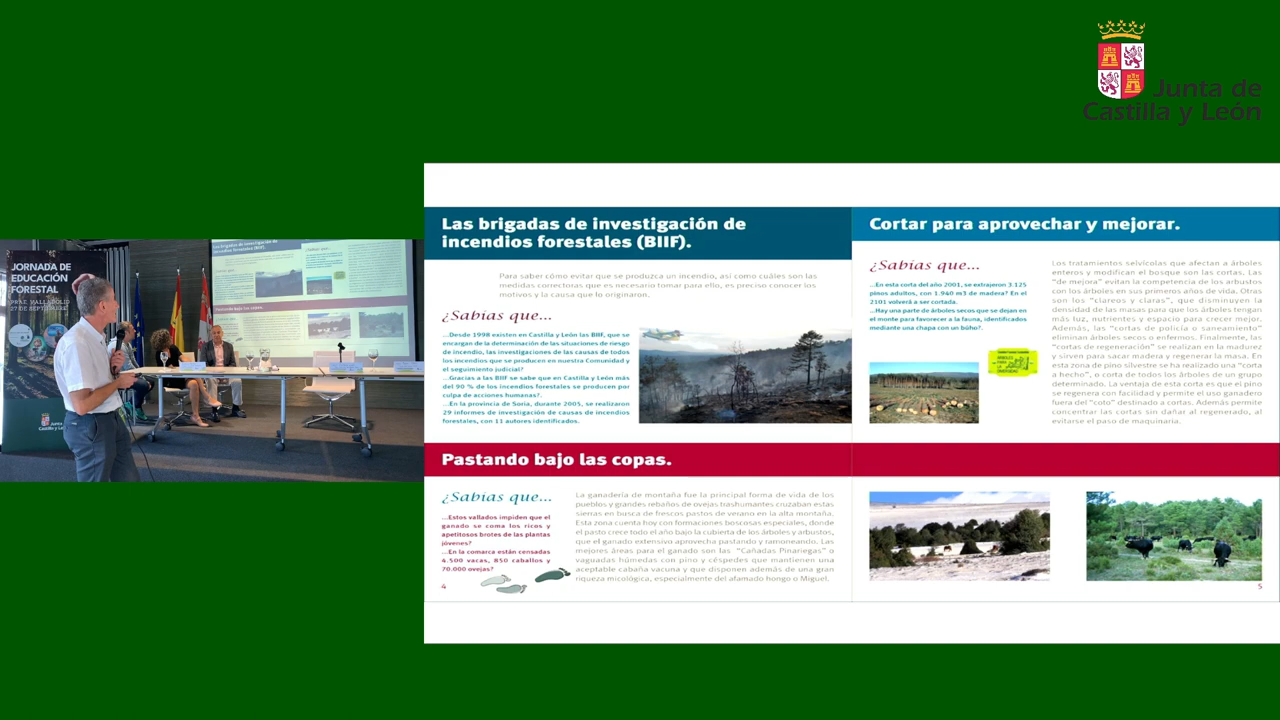 Junta de
Castilla y León
JORNADA DE
EDUCACIÓN
FORESTAL
27 DE SEPTIEMBRE
Junta de
Castilla y León
Las brigadas de investigación de
incendios forestales (BIIF).
Para saber cómo evitar que se produzca un incendio, así como cuáles son las
medidas correctoras que es necesario tomar para ello, es preciso conocer los
motivos y la causa que lo originaron.
¿Sabías que...
...Desde 1998 existen en Castilla y León las BIIF, que se
encargan de la determinación de las situaciones de riesgo
de incendio, las investigaciones de las causas de todos
los incendios que se producen en nuestra Comunidad y
el seguimiento judicial?
...Gracias a las BIIF se sabe que en Castilla y León más
del 90 % de los incendios forestales se producen por
culpa de acciones humanas?.
...En la provincia de Soria, durante 2005, se realizaron
29 informes de investigación de causas de incendios
forestales, con 11 autores identificados.
Cortar para aprovechar y mejorar.
¿Sabías que...
...En esta corta del año 2001, se extrajeron 3.125
pinos adultos, con 1.940 m3 de madera? En el
2101 volverá a ser cortada.
...Hay una parte de árboles secos que se dejan en
el monte para favorecer a la fauna, identificados
mediante una chapa con un búho?.
Los tratamientos selvícolas que afectan a árboles
enteros y modifican el bosque son las cortas. Las
"de mejora" evitan la competencia de los arbustos
con los árboles en sus primeros años de vida. Otras
son los "clareos y claras", que disminuyen la
densidad de las masas para que los árboles tengan
más luz, nutrientes y espacio para crecer mejor.
Además, las "cortas de policía o saneamiento"
eliminan árboles secos o enfermos. Finalmente, las
"cortas de regeneración" se realizan en la madurez
y sirven para sacar madera y regenerar la masa. En
esta zona de pino silvestre se ha realizado una "corta
a hecho", o corta de todos los árboles de un grupo
determinado. La ventaja de esta corta es que el pino
se regenera con facilidad y permite el uso ganadero
fuera del "coto" destinado a cortas. Además permite
concentrar las cortas sin dañar al regenerado, al
evitarse el paso de maquinaria.
Pastando bajo las copas.
¿Sabías que...
...Estos vallados impiden que el
ganado se coma los ricos y
apetitosos brotes de las plantas
jóvenes?
...En la comarca están censadas
4.500 vacas, 850 caballos y
70.000 ovejas?
La ganadería de montaña fue la principal forma de vida de los
pueblos y grandes rebaños de ovejas trashumantes cruzaban estas
sierras en busca de frescos pastos de verano en la alta montaña.
Esta zona cuenta hoy con formaciones boscosas especiales, donde
el pasto crece todo el año bajo la cubierta de los árboles y arbustos,
que el ganado extensivo aprovecha pastando y ramoneando. Las
mejores áreas para el ganado son las "Cañadas Pinariegas" o
vaguadas húmedas con pino y céspedes que mantienen una
aceptable cabaña vacuna y que disponen además de una gran
riqueza micológica, especialmente del afamado hongo o Miguel.
4
5